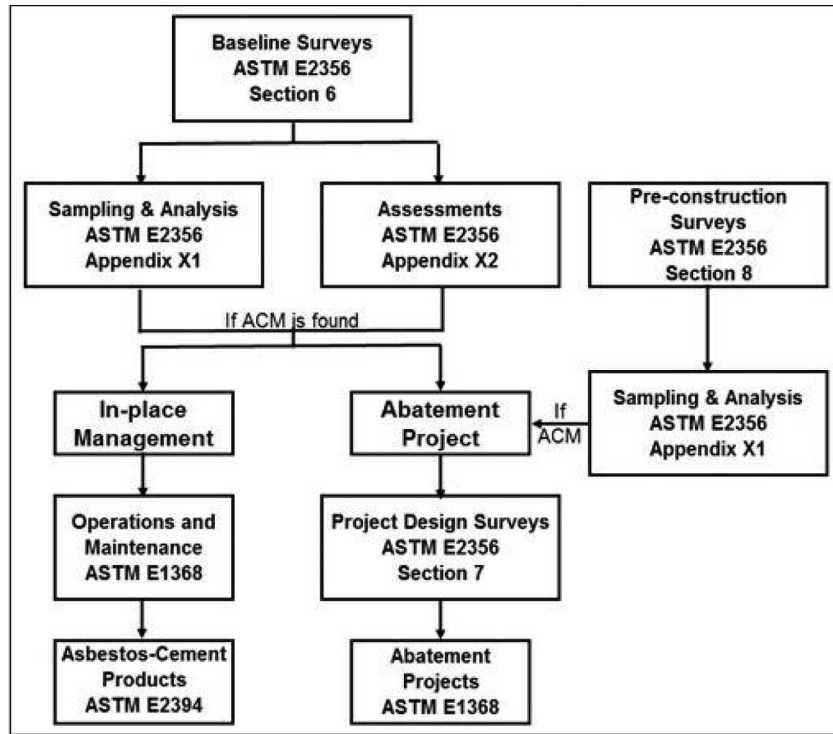 Baseline Surveys
ASTM E2356
Section 6
Sampling & Analysis
ASTM E2356
Appendix X1
Assessments
ASTM E2356
Appendix X2
Pre-construction
Surveys
ASTM E2356
Section 8
If ACM is found
In-place
Management
Abatement
Project
If
ACM
Sampling & Analysis
ASTM E2356
Appendix X1
Operations and
Maintenance
ASTM E1368
Project Design Surveys
ASTM E2356
Section 7
Asbestos-Cement
Products
ASTM E2394
Abatement
Projects
ASTM E1368